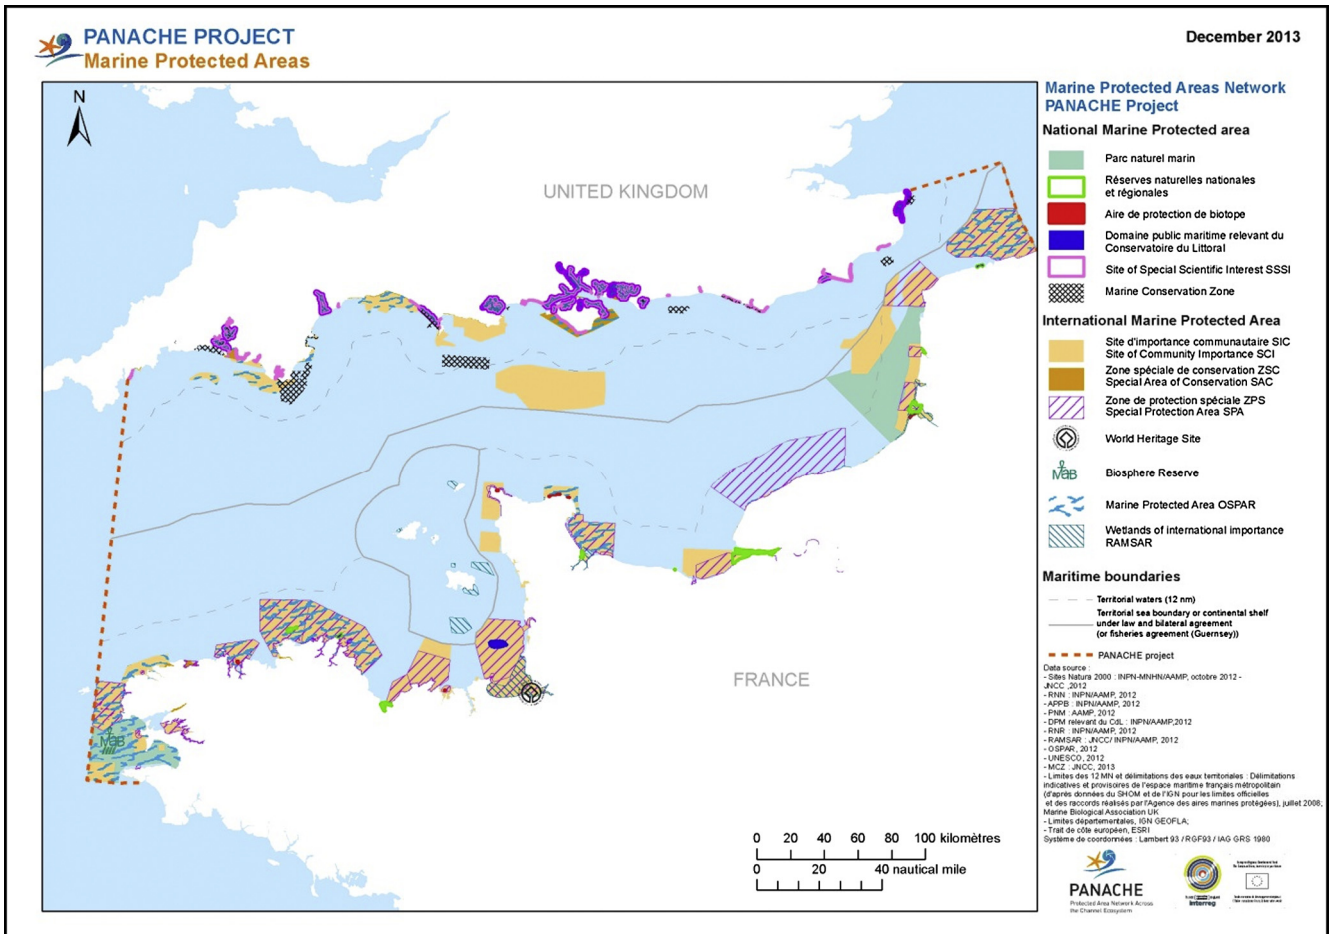 PANACHE PROJECT
Marine Protected Areas
December 2013
N
UNITED KINGDOM
FRANCE
MaB
0 20 40 60 80 100 kilomètres
0 20 40 nautical mile
Marine Protected Areas Network
PANACHE Project
National Marine Protected area
Parc naturel marin
Réserves naturelles nationales
et régionales
Aire de protection de biotope
Domaine public maritime relevant du
Conservatoire du Littoral
Site of Special Scientific Interest SSSI
Marine Conservation Zone
International Marine Protected Area
Site d'importance communautaire SIC
Site of Community Importance SCI
Zone spéciale de conservation ZSC
Special Area of Conservation SAC
Zone de protection spéciale ZPS
Special Protection Area SPA
World Heritage Site
MaB
Biosphere Reserve
Marine Protected Area OSPAR
Wetlands of international importance
RAMSAR
Maritime boundaries
Territorial waters (12 nm)
Territorial sea boundary or continental shelf
under law and bilateral agreement
(or fisheries agreement (Guernsey))
PANACHE project
Data source :
- Sites Natura 2000 : INPN-MNHN/AAMP, octobre 2012 -
JNCC ,2012
- RNN : INPN/AAMP, 2012
- APPB : INPN/AAMP, 2012
- PNM : AAMP, 2012
- DPM relevant du CdL : INPN/AAMP,2012
- RNR : INPN/AAMP, 2012
- RAMSAR : JNCC/ INPN/AAMP, 2012
- OSPAR, 2012
- UNESCO, 2012
- MCZ : JNCC, 2013
- Limites des 12 MN et délimitations des eaux territoriales : Délimitations
indicatives et provisoires de l'espace maritime français métropolitain
(d'après données du SHOM et de l'IGN pour les limites officielles
et des raccords réalisés par l'Agence des aires marines protégées), juillet 2008;
Marine Biological Association UK
- Limites départementales, IGN GEOFLA;
- Trait de côte européen, ESRI
Système de coordonnées : Lambert 93 / RGF93 / IAG GRS 1980
PANACHE
Protected Area Network Across
the Channel Ecosystem
Interreg